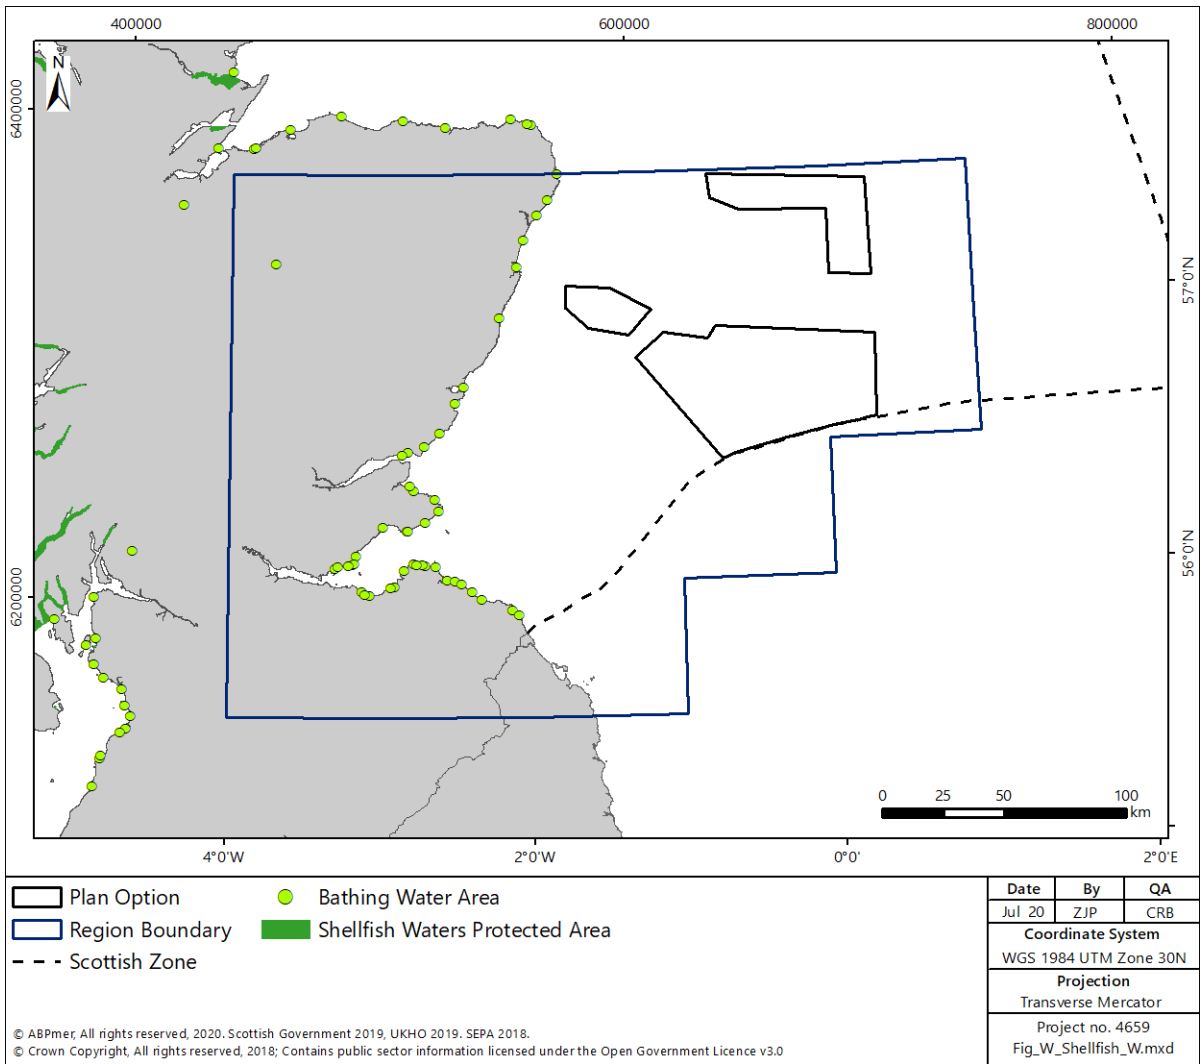 400000 600000 800000
N
6400000
57°0'N
56°0'N
6200000
0 25 50 100
km
4°0'W 2°0'W 0°0' 2°0'E
Plan Option
Bathing Water Area
Region Boundary
Shellfish Waters Protected Area
Scottish Zone
Date By QA
Jul 20 ZJP CRB
Coordinate System
WGS 1984 UTM Zone 30N
Projection
Transverse Mercator
Project no. 4659
Fig_W_Shellfish_W.mxd
© ABPmer, All rights reserved, 2020. Scottish Government 2019, UKHO 2019. SEPA 2018.
© Crown Copyright, All rights reserved, 2018; Contains public sector information licensed under the Open Government Licence v3.0